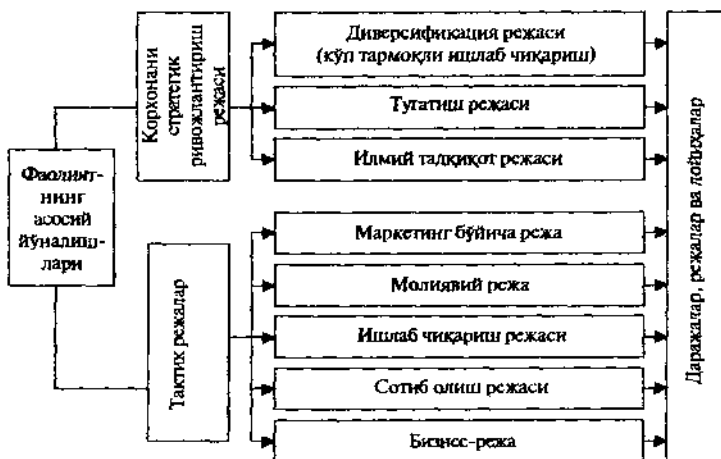 Фаолият-
нинг
асосий
йўналиш-
лари
Корхонани
стратегик
ривожлантириш
режаси
Диверсификация режаси
(кўп тармоқли ишлаб чиқариш)
Тугатиш режаси
Илмий тадқиқот режаси
Тактик режалар
Маркетинг бўйича режа
Молиявий режа
Ишлаб чиқариш режаси
Сотиб олиш режаси
Бизнес-режа
Даражалар, режалар ва лойиҳалар